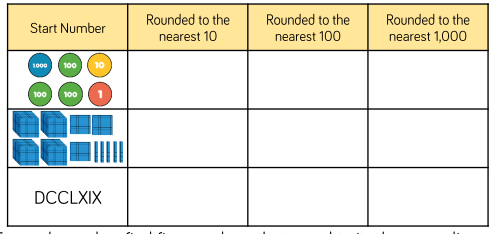 Start Number
Rounded to the
nearest 10
Rounded to the
nearest 100
Rounded to the
nearest 1,000
1,000 100 10
100 100 1
DCCLXIX